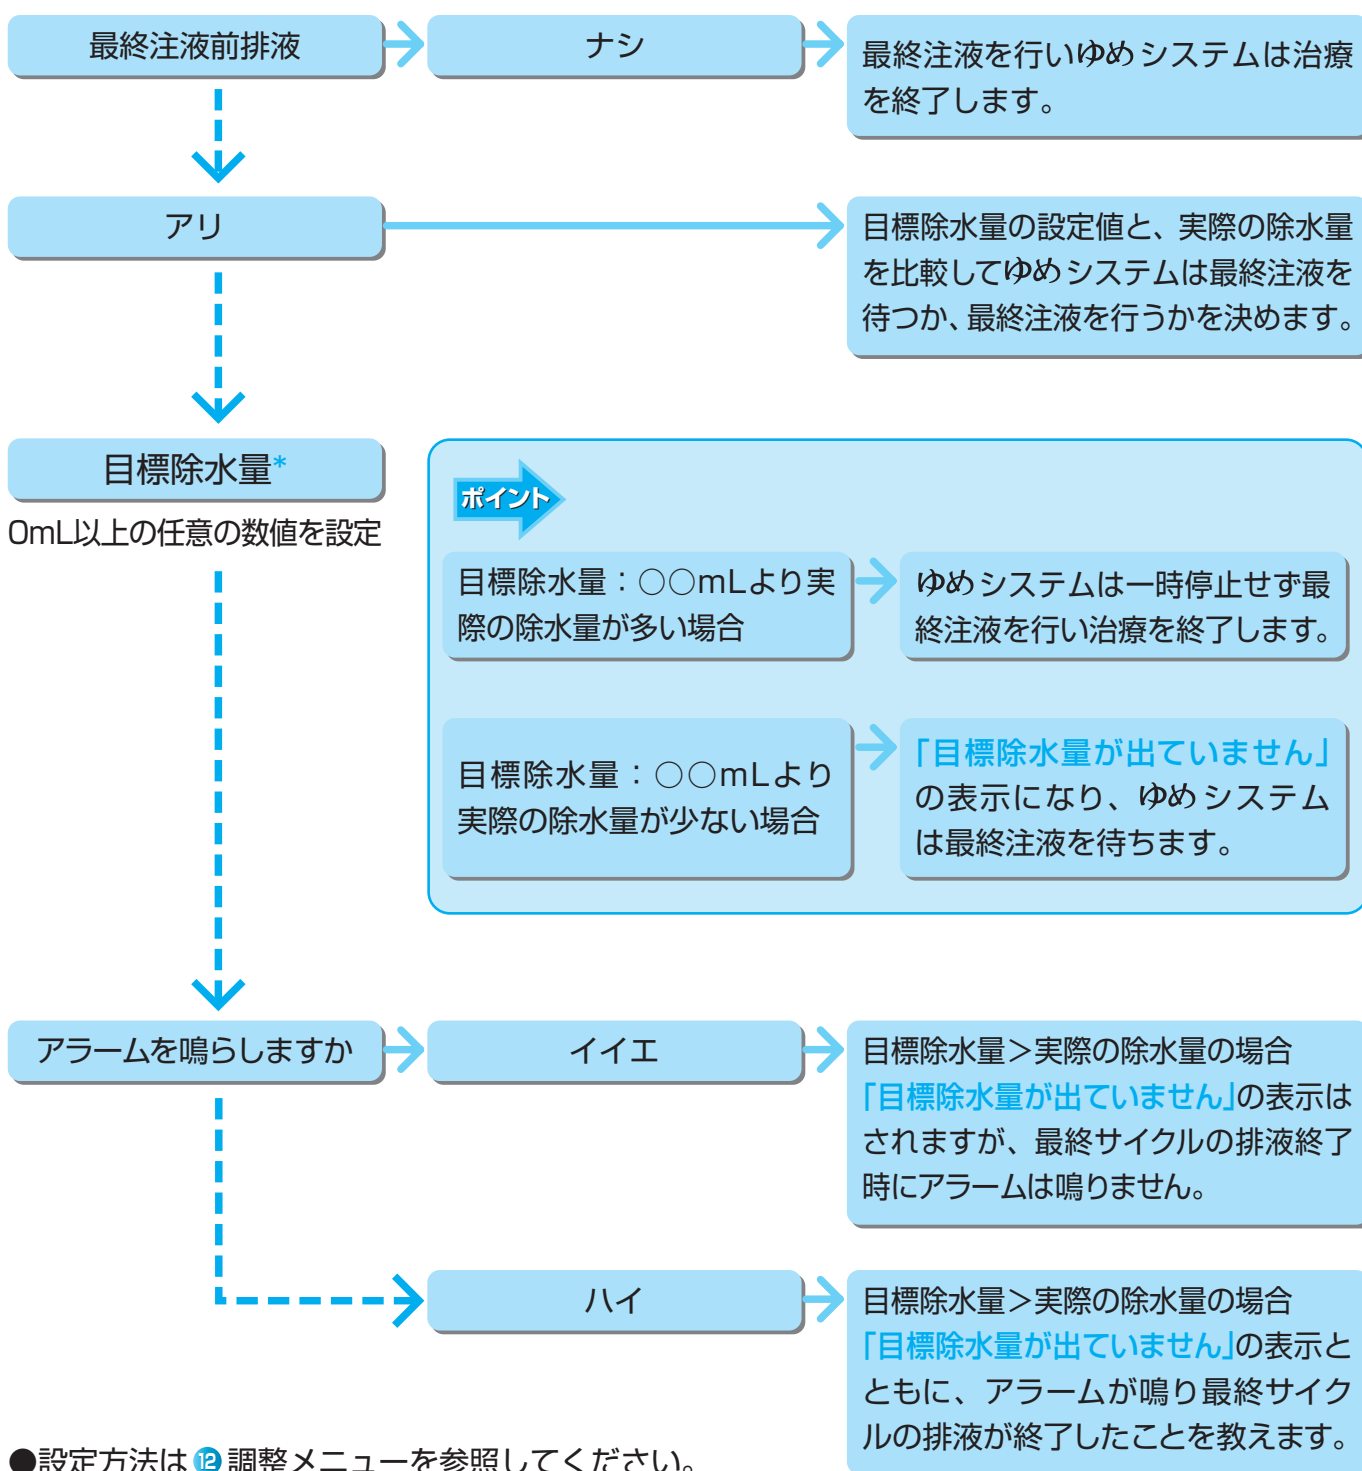 最終注液前排液
ナシ
最終注液を行いゆめシステムは治療
を終了します。
アリ
目標除水量の設定値と、実際の除水量
を比較してゆめシステムは最終注液を
待つか、最終注液を行うかを決めます。
目標除水量*
0mL以上の任意の数値を設定
ポイント
目標除水量：○○mLより実
際の除水量が多い場合
ゆめシステムは一時停止せず最
終注液を行い治療を終了します。
目標除水量：○○mLより
実際の除水量が少ない場合
「目標除水量が出ていません」
の表示になり、ゆめシステム
は最終注液を待ちます。
アラームを鳴らしますか
イイエ
目標除水量＞実際の除水量の場合
「目標除水量が出ていません」の表示は
されますが、最終サイクルの排液終了
時にアラームは鳴りません。
ハイ
目標除水量＞実際の除水量の場合
「目標除水量が出ていません」の表示と
ともに、アラームが鳴り最終サイク
ルの排液が終了したことを教えます。
●設定方法は⑫調整メニューを参照してください。